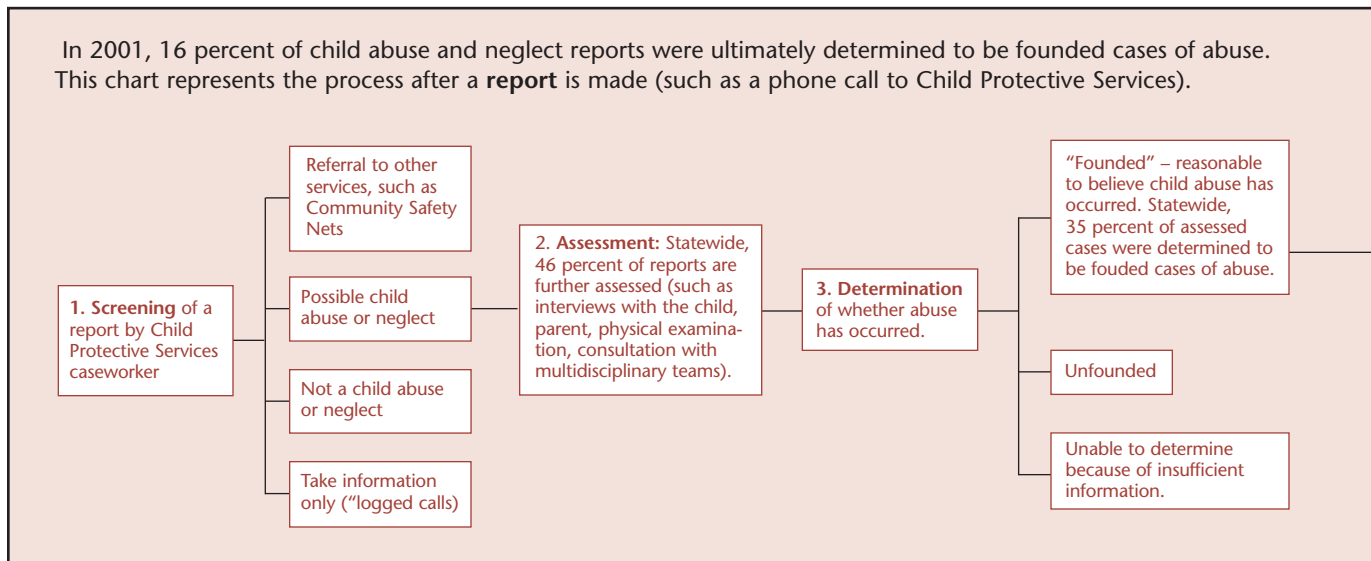 In 2001, 16 percent of child abuse and neglect reports were ultimately determined to be founded cases of abuse.
This chart represents the process after a report is made (such as a phone call to Child Protective Services).
1. Screening of a
report by Child
Protective Services
caseworker
Referral to other
services, such as
Community Safety
Nets
Possible child
abuse or neglect
Not a child abuse
or neglect
Take information
only (“logged calls)
2. Assessment: Statewide,
46 percent of reports are
further assessed (such as
interviews with the child,
parent, physical examina-
tion, consultation with
multidisciplinary teams).
3. Determination
of whether abuse
has occurred.
“Founded” – reasonable
to believe child abuse has
occurred. Statewide,
35 percent of assessed
cases were determined to
be fouded cases of abuse.
Unfounded
Unable to determine
because of insufficient
information.